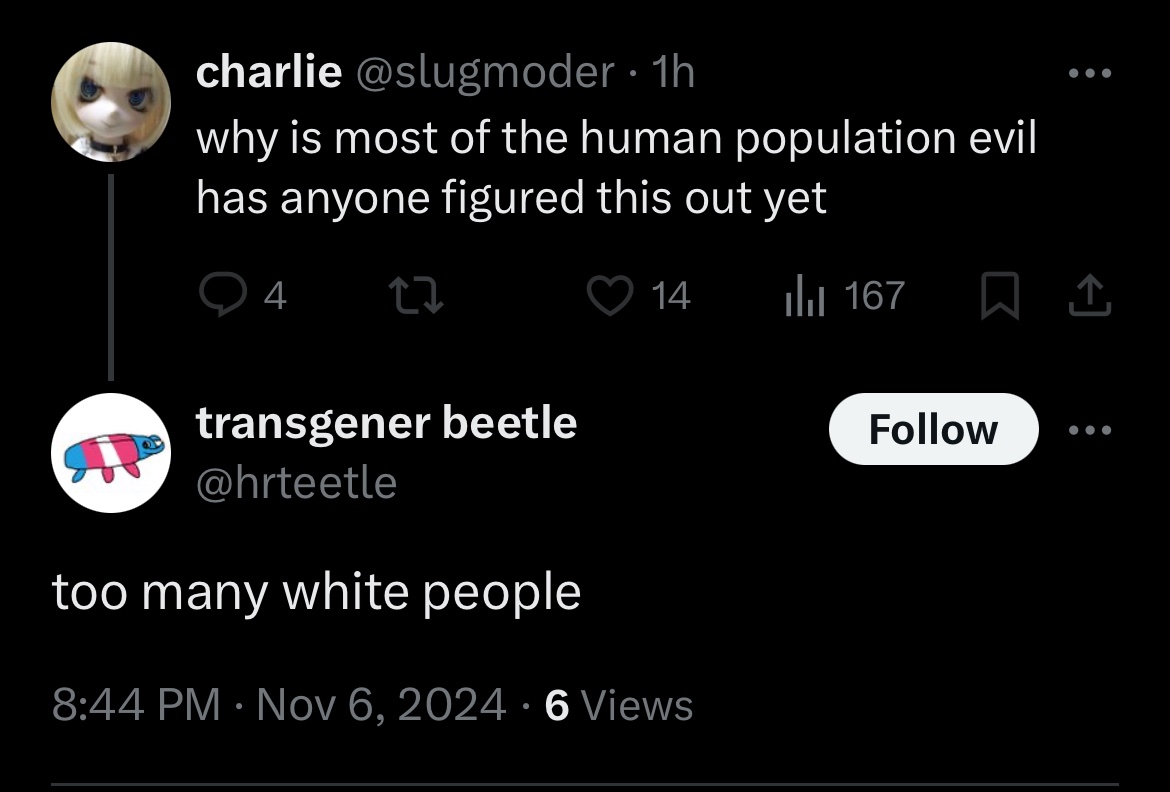 charlie @slugmoder · 1h
why is most of the human population evil
has anyone figured this out yet
4 14 167
transgener beetle
Follow
@hrteetle
too many white people
8:44 PM · Nov 6, 2024 · 6 Views